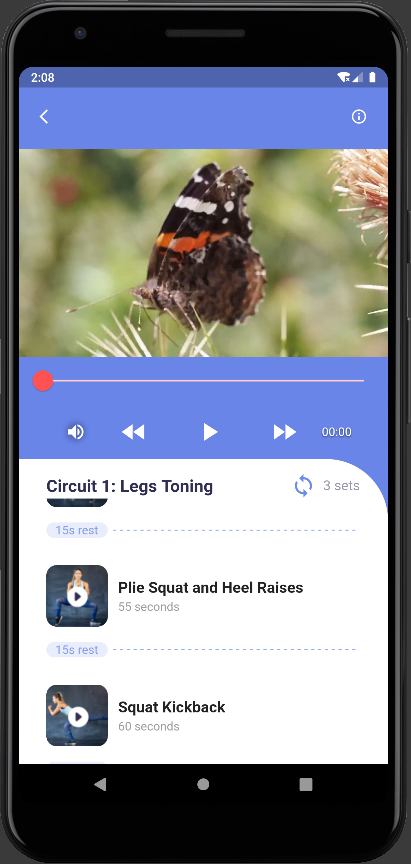 2:08
00:00
Circuit 1: Legs Toning
3 sets
15s rest
Plie Squat and Heel Raises
55 seconds
15s rest
Squat Kickback
60 seconds